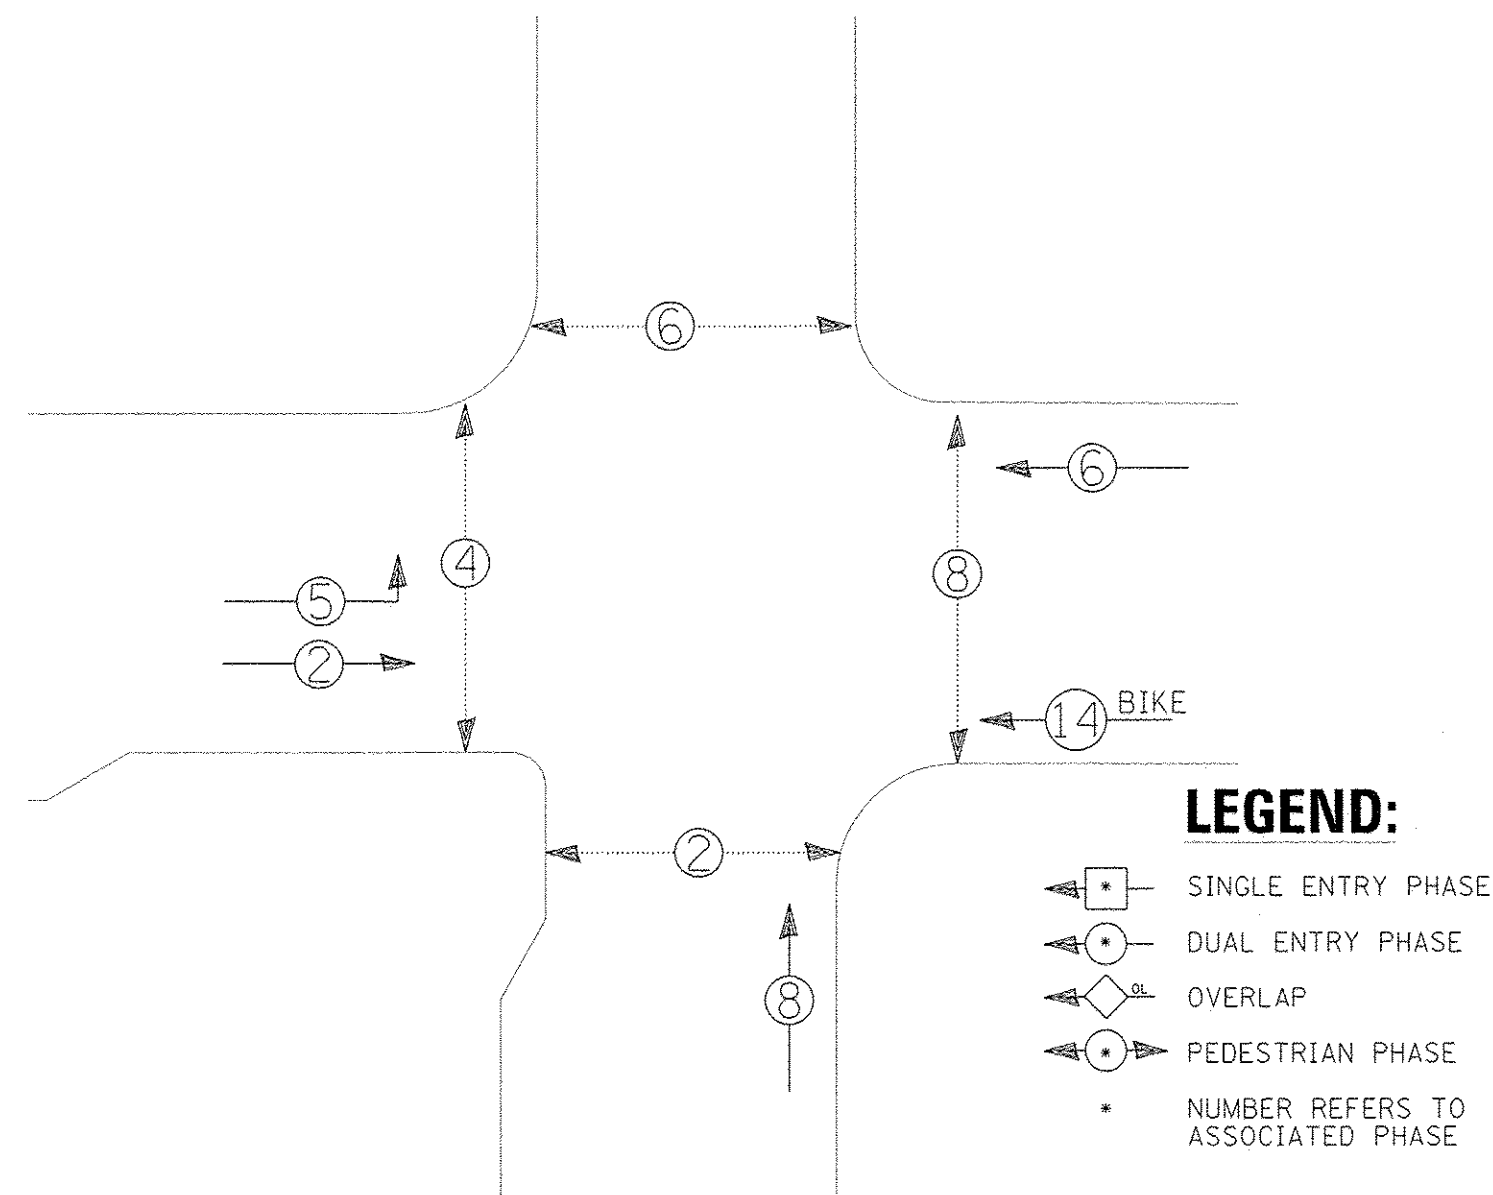 6
6
4
8
5
2
14 BIKE
2
8
LEGEND:
* SINGLE ENTRY PHASE
* DUAL ENTRY PHASE
OL OVERLAP
* PEDESTRIAN PHASE
* NUMBER REFERS TO
ASSOCIATED PHASE